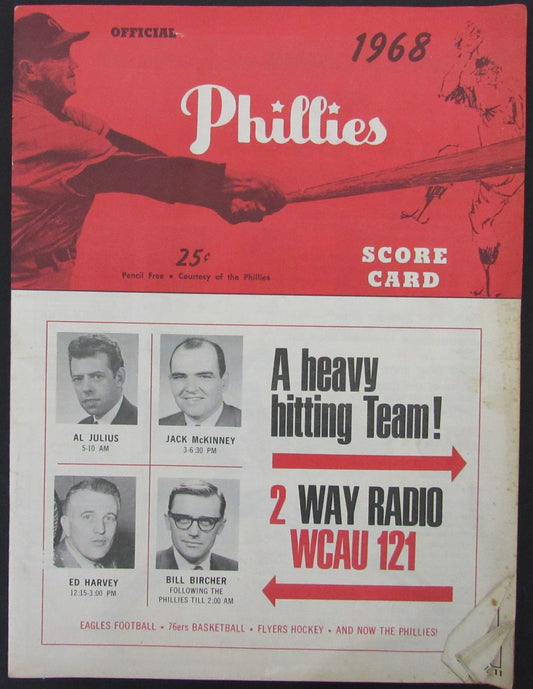 OFFICIAL
1968
Phillies
25¢
Pencil Free • Courtesy of the Phillies
SCORE
CARD
AL JULIUS
5-10 AM
JACK McKINNEY
3-6:30 PM
ED HARVEY
12:15-3:00 PM
BILL BIRCHER
FOLLOWING THE
PHILLIES TILL 2:00 AM
A heavy
hitting Team!
2 WAY RADIO
WCAU 121
EAGLES FOOTBALL • 76ers BASKETBALL • FLYERS HOCKEY • AND NOW THE PHILLIES!